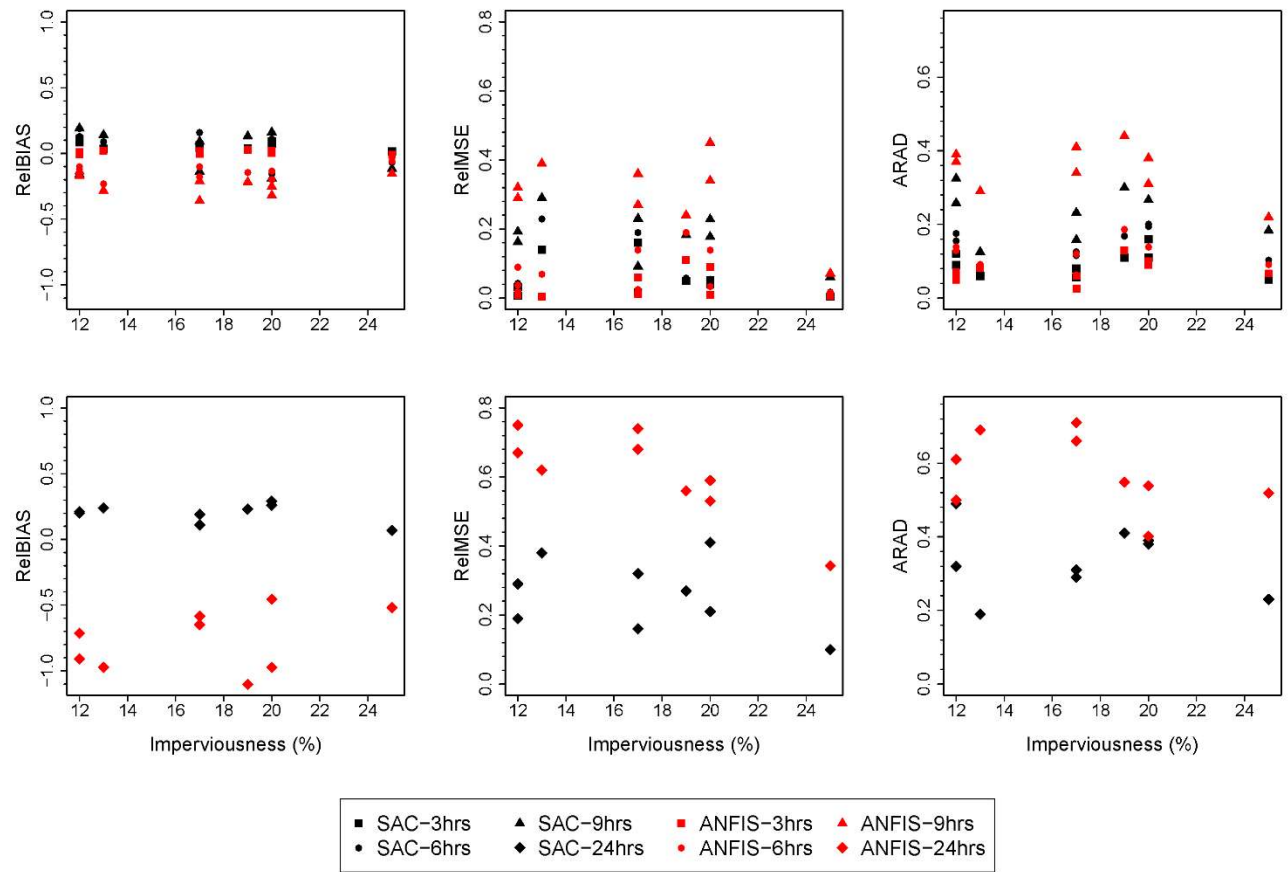 RelBIAS
1.0
0.5
0.0
−0.5
−1.0
12 14 16 18 20 22 24
RelMSE
0.8
0.6
0.4
0.2
0.0
12 14 16 18 20 22 24
ARAD
0.6
0.4
0.2
0.0
12 14 16 18 20 22 24
RelBIAS
1.0
0.5
0.0
−0.5
−1.0
12 14 16 18 20 22 24
Imperviousness (%)
RelMSE
0.8
0.6
0.4
0.2
0.0
12 14 16 18 20 22 24
Imperviousness (%)
ARAD
0.6
0.4
0.2
0.0
12 14 16 18 20 22 24
Imperviousness (%)
SAC−3hrs SAC−9hrs ANFIS−3hrs ANFIS−9hrs
SAC−6hrs SAC−24hrs ANFIS−6hrs ANFIS−24hrs